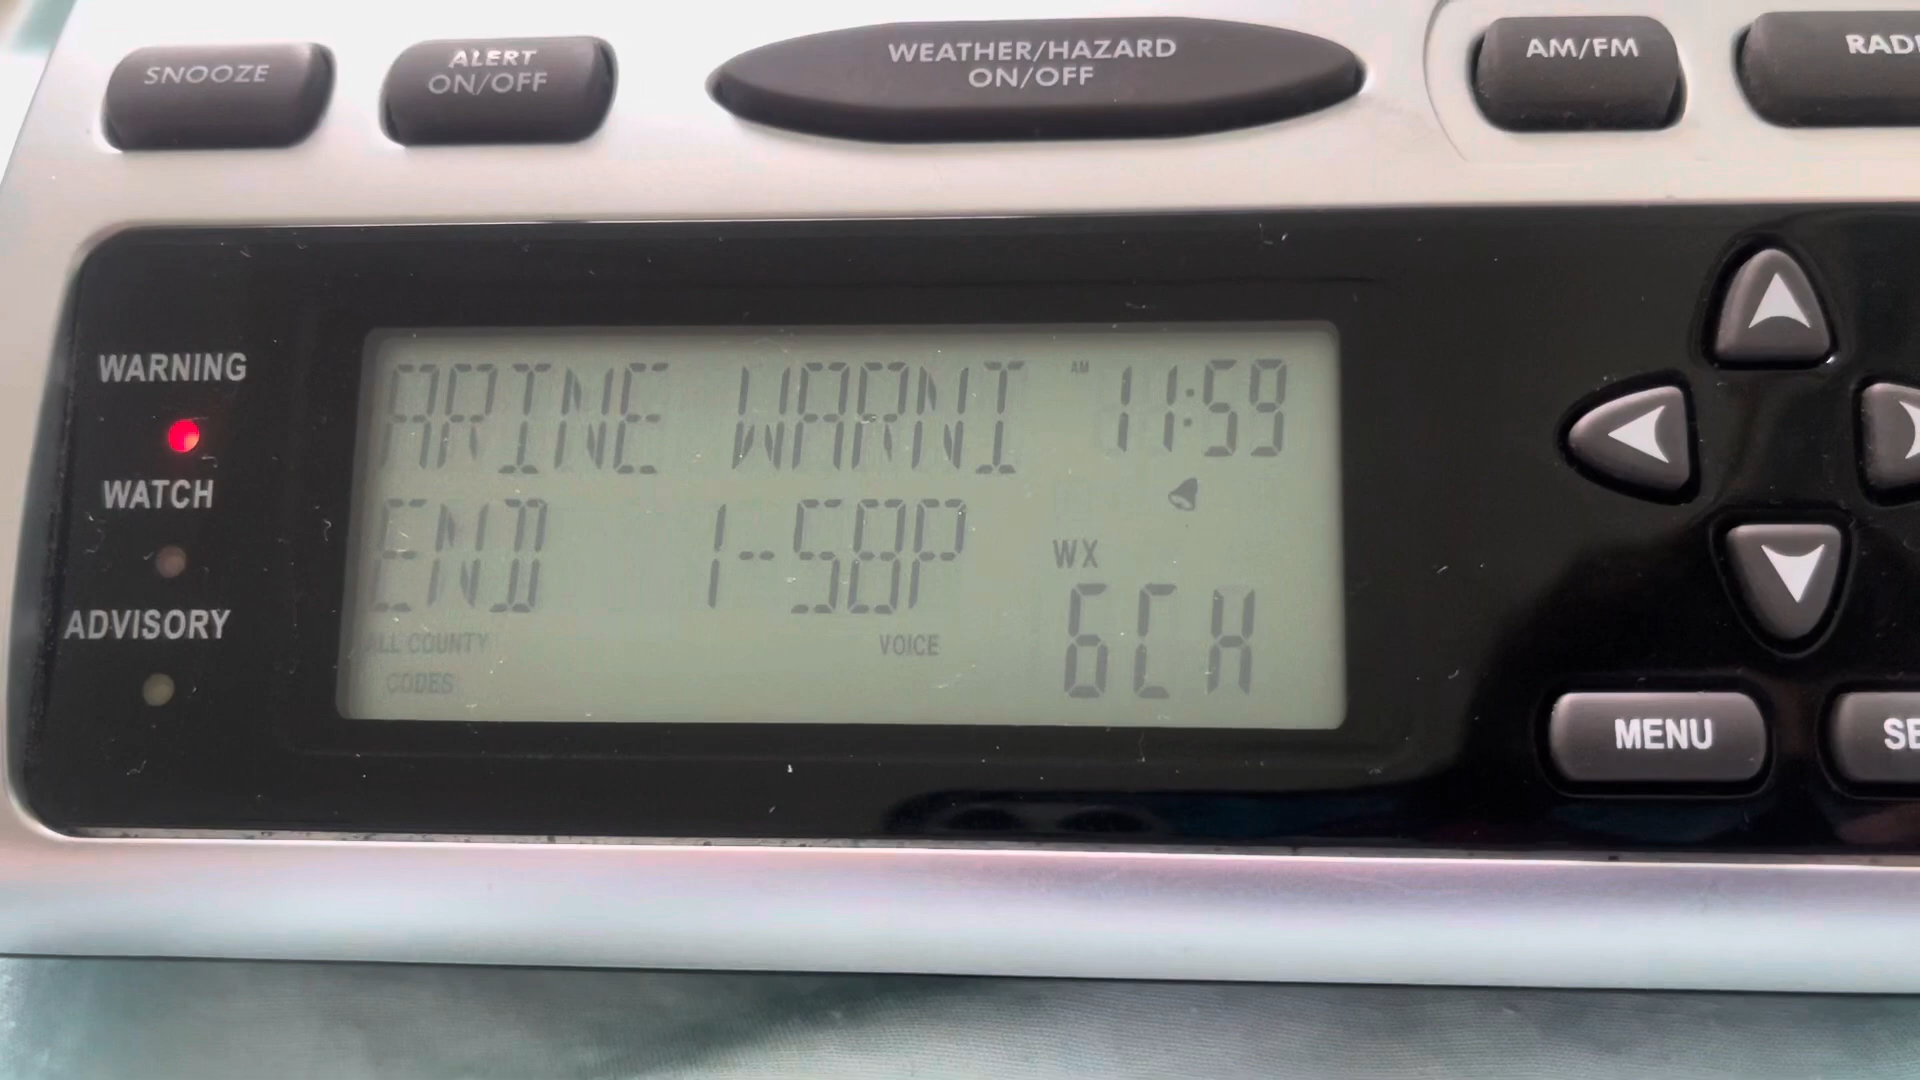 SNOOZE
ALERT
ON/OFF
WEATHER/HAZARD
ON/OFF
AM/FM
RADI
WARNING
WATCH
ADVISORY
ARINE WARNI
AM 11:59
END 1-SEP
WX
6CH
ALL COUNTY
CODES
VOICE
MENU
SE